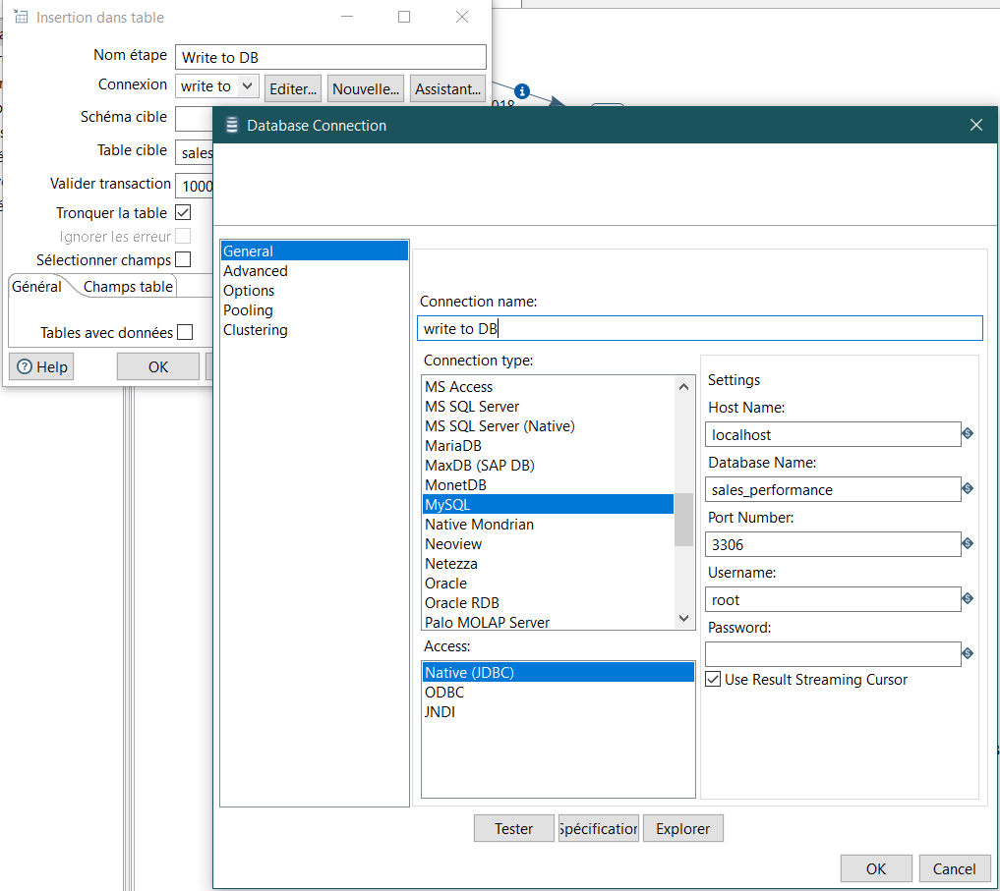 Insertion dans table
Nom étape Write to DB
Connexion write to Editer... Nouvelle... Assistant...
Schéma cible
Table cible sales
Valider transaction 1000
Tronquer la table
Ignorer les erreur
Sélectionner champs
Général Champs table
Tables avec données
Help OK
Database Connection
General
Advanced
Options
Pooling
Clustering
Connection name:
write to DB
Connection type:
MS Access
MS SQL Server
MS SQL Server (Native)
MariaDB
MaxDB (SAP DB)
MonetDB
MySQL
Native Mondrian
Neoview
Netezza
Oracle
Oracle RDB
Palo MOLAP Server
Access:
Native (JDBC)
ODBC
JNDI
Settings
Host Name:
localhost
Database Name:
sales_performance
Port Number:
3306
Username:
root
Password:
Use Result Streaming Cursor
Tester pécification Explorer
OK Cancel